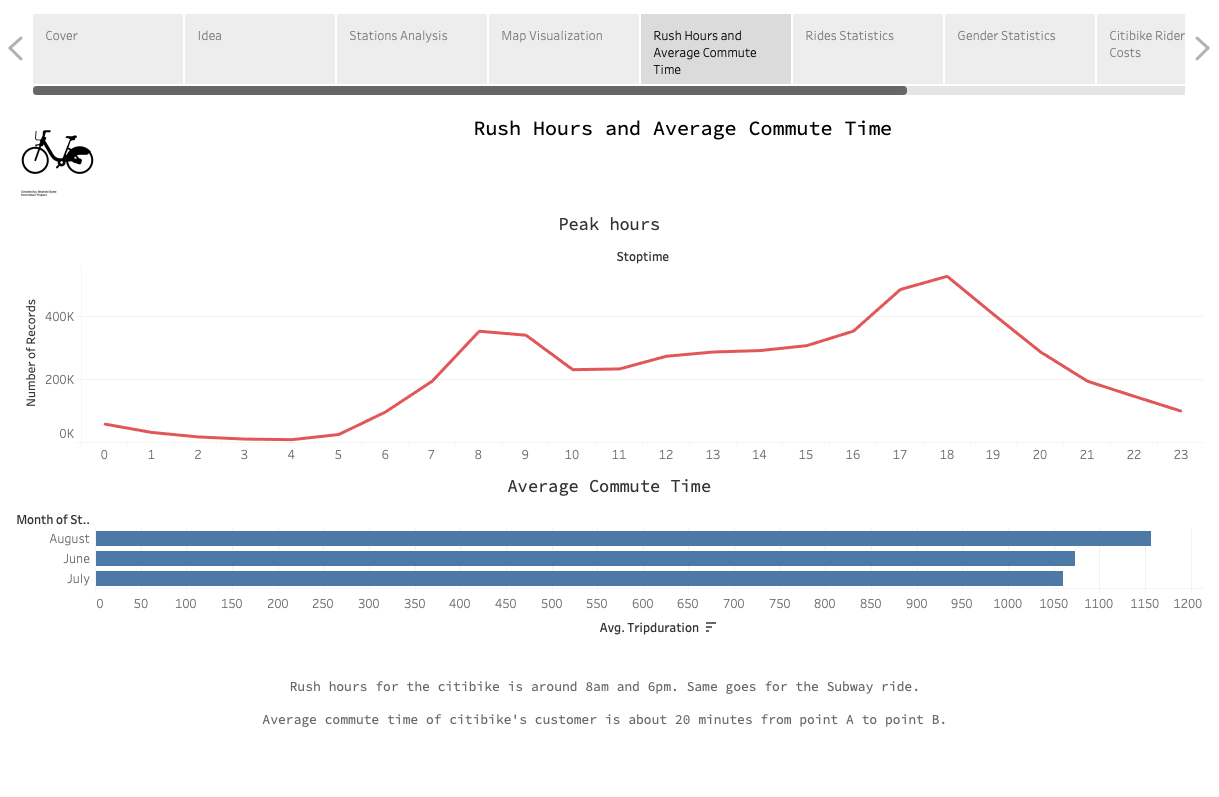 Cover
Idea
Stations Analysis
Map Visualization
Rush Hours and
Average Commute
Time
Rides Statistics
Gender Statistics
Citibike Rider
Costs
Rush Hours and Average Commute Time
Peak hours
Stoptime
Number of Records
400K
200K
0K
0 1 2 3 4 5 6 7 8 9 10 11 12 13 14 15 16 17 18 19 20 21 22 23
Average Commute Time
Month of St..
August
June
July
0 50 100 150 200 250 300 350 400 450 500 550 600 650 700 750 800 850 900 950 1000 1050 1100 1150 1200
Avg. Tripduration
Rush hours for the citibike is around 8am and 6pm. Same goes for the Subway ride.
Average commute time of citibike's customer is about 20 minutes from point A to point B.